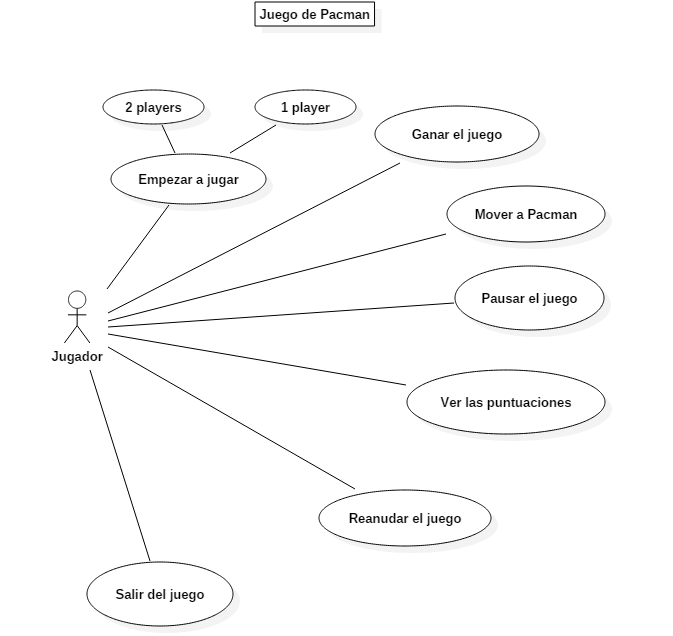 Juego de Pacman
2 players
1 player
Ganar el juego
Empezar a jugar
Mover a Pacman
Pausar el juego
Jugador
Ver las puntuaciones
Reanudar el juego
Salir del juego